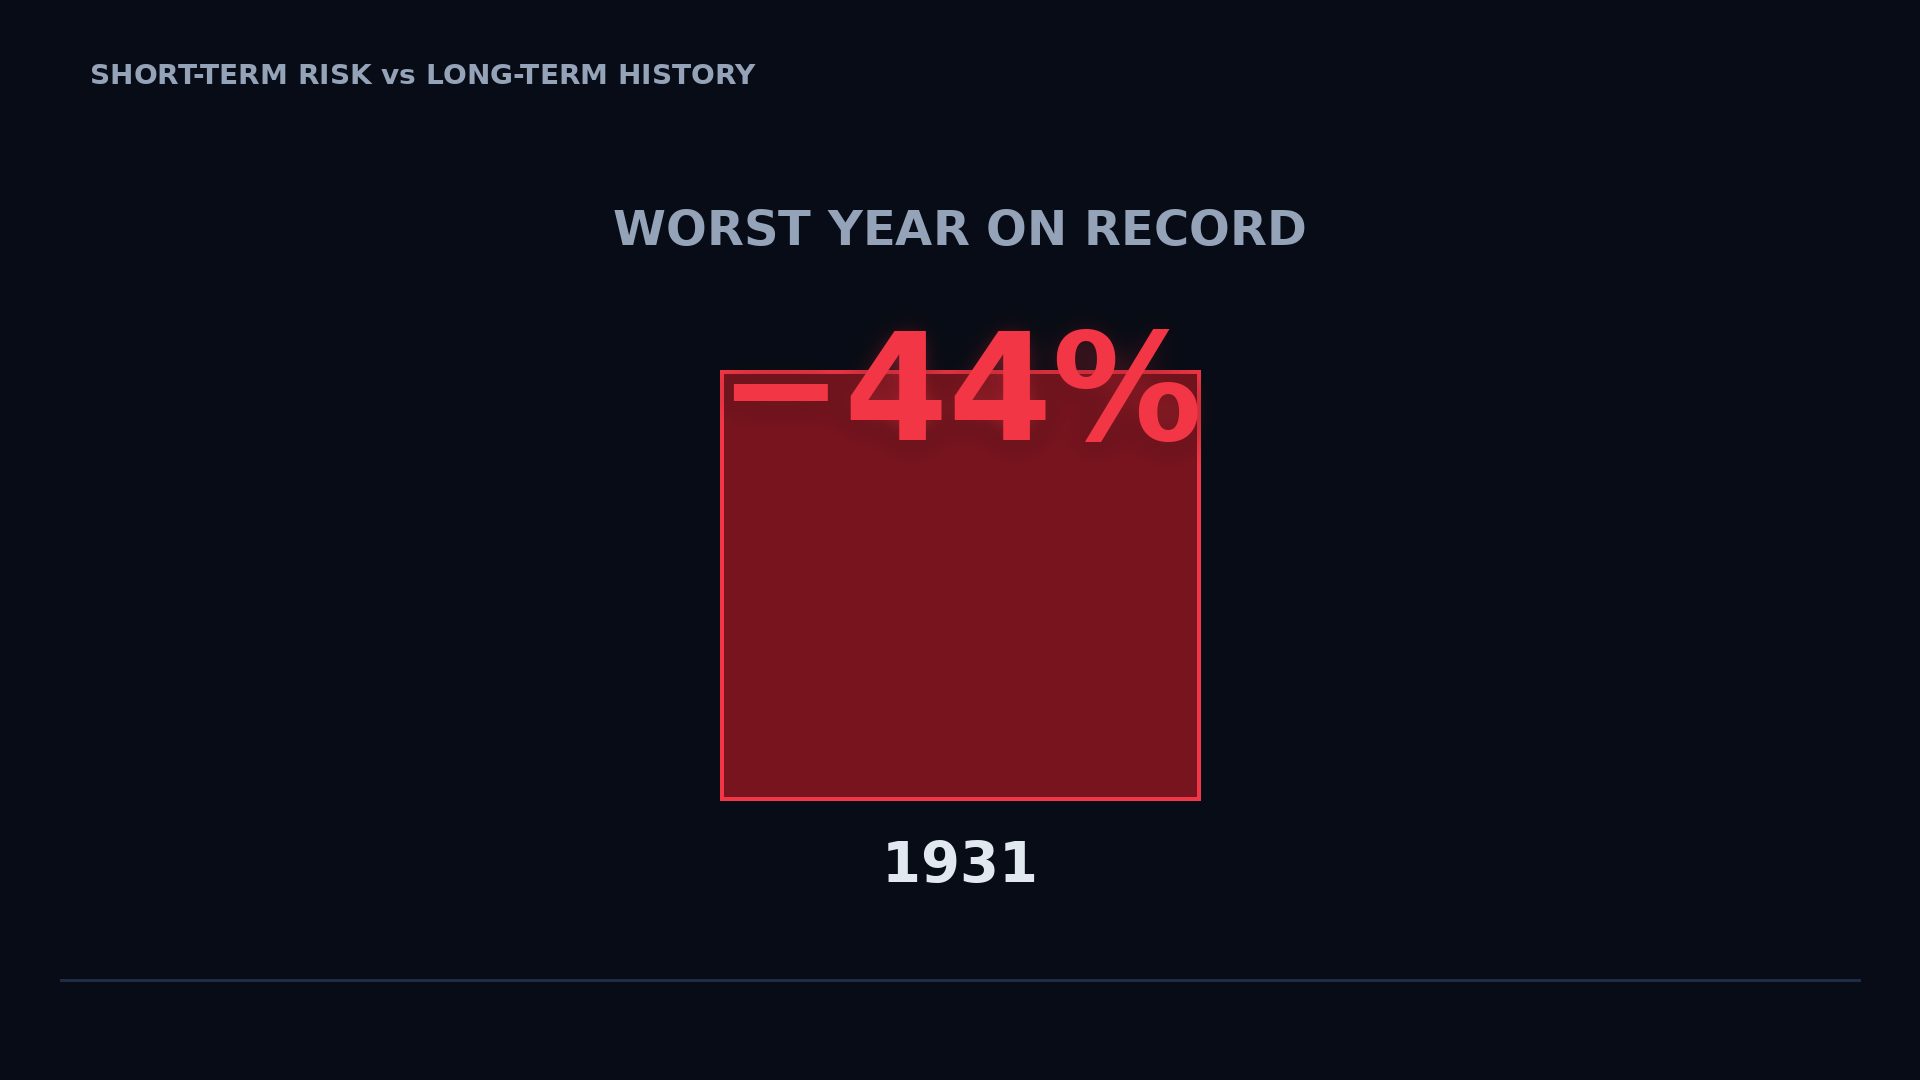 SHORT-TERM RISK vs LONG-TERM HISTORY
WORST YEAR ON RECORD
−44%
1931